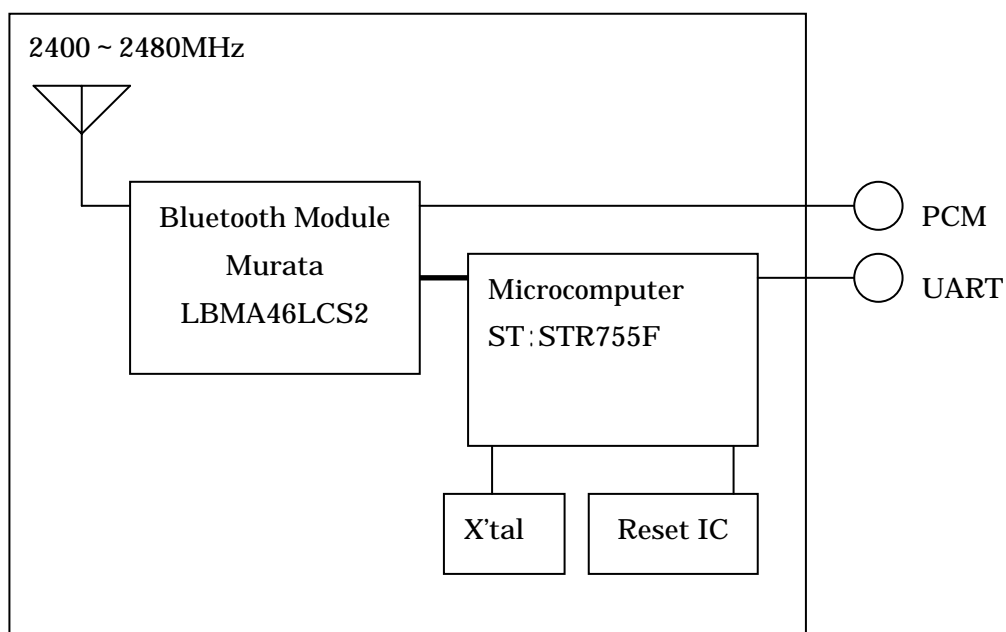 2400 ~ 2480MHz
Bluetooth Module
Murata
LBMA46LCS2
PCM
Microcomputer
ST:STR755F
UART
X'tal
Reset IC